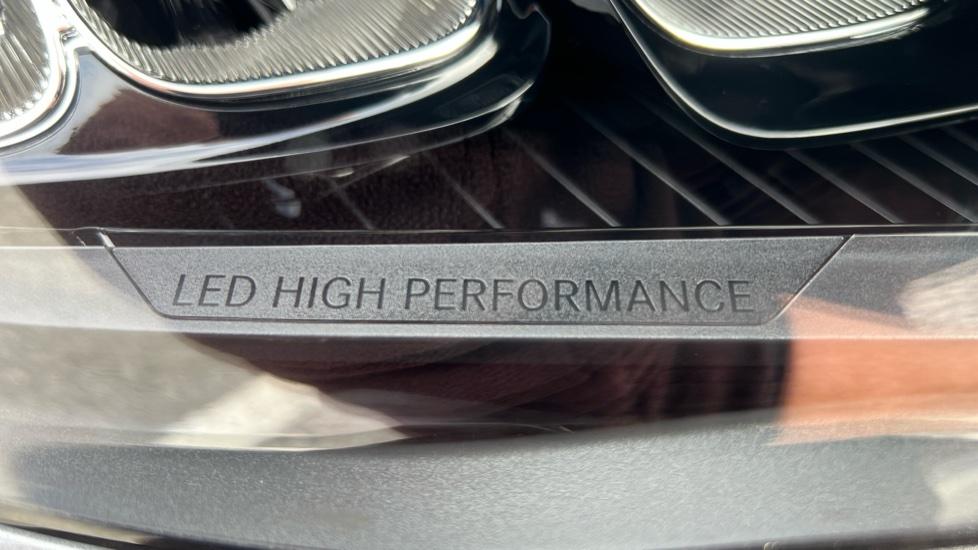 LED HIGH PERFORMANCE